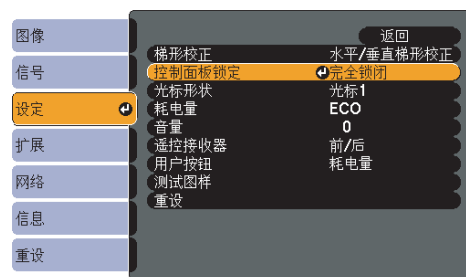 图像
信号
设定
扩展
网络
信息
重设
返回
梯形校正 水平/垂直梯形校正
控制面板锁定 完全锁闭
光标形状 光标1
耗电量 ECO
音量 0
遥控接收器 前/后
用户按钮 耗电量
测试图样
重设